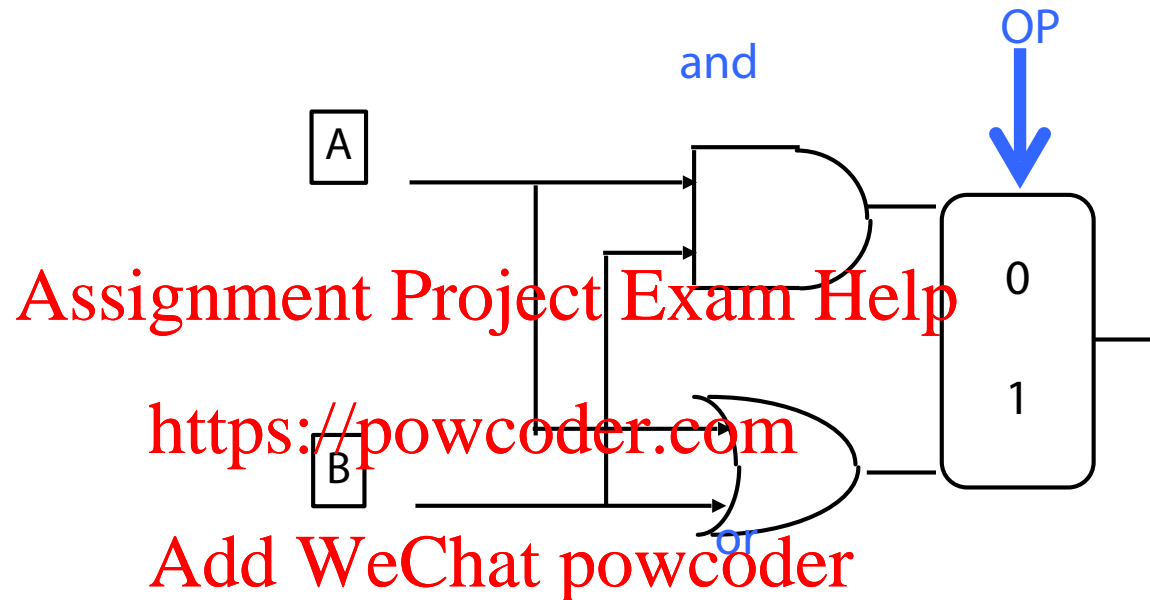 OP
and
A
0
Assignment Project Exam Help
1
https://powcoder.com
B
or
Add WeChat powcoder